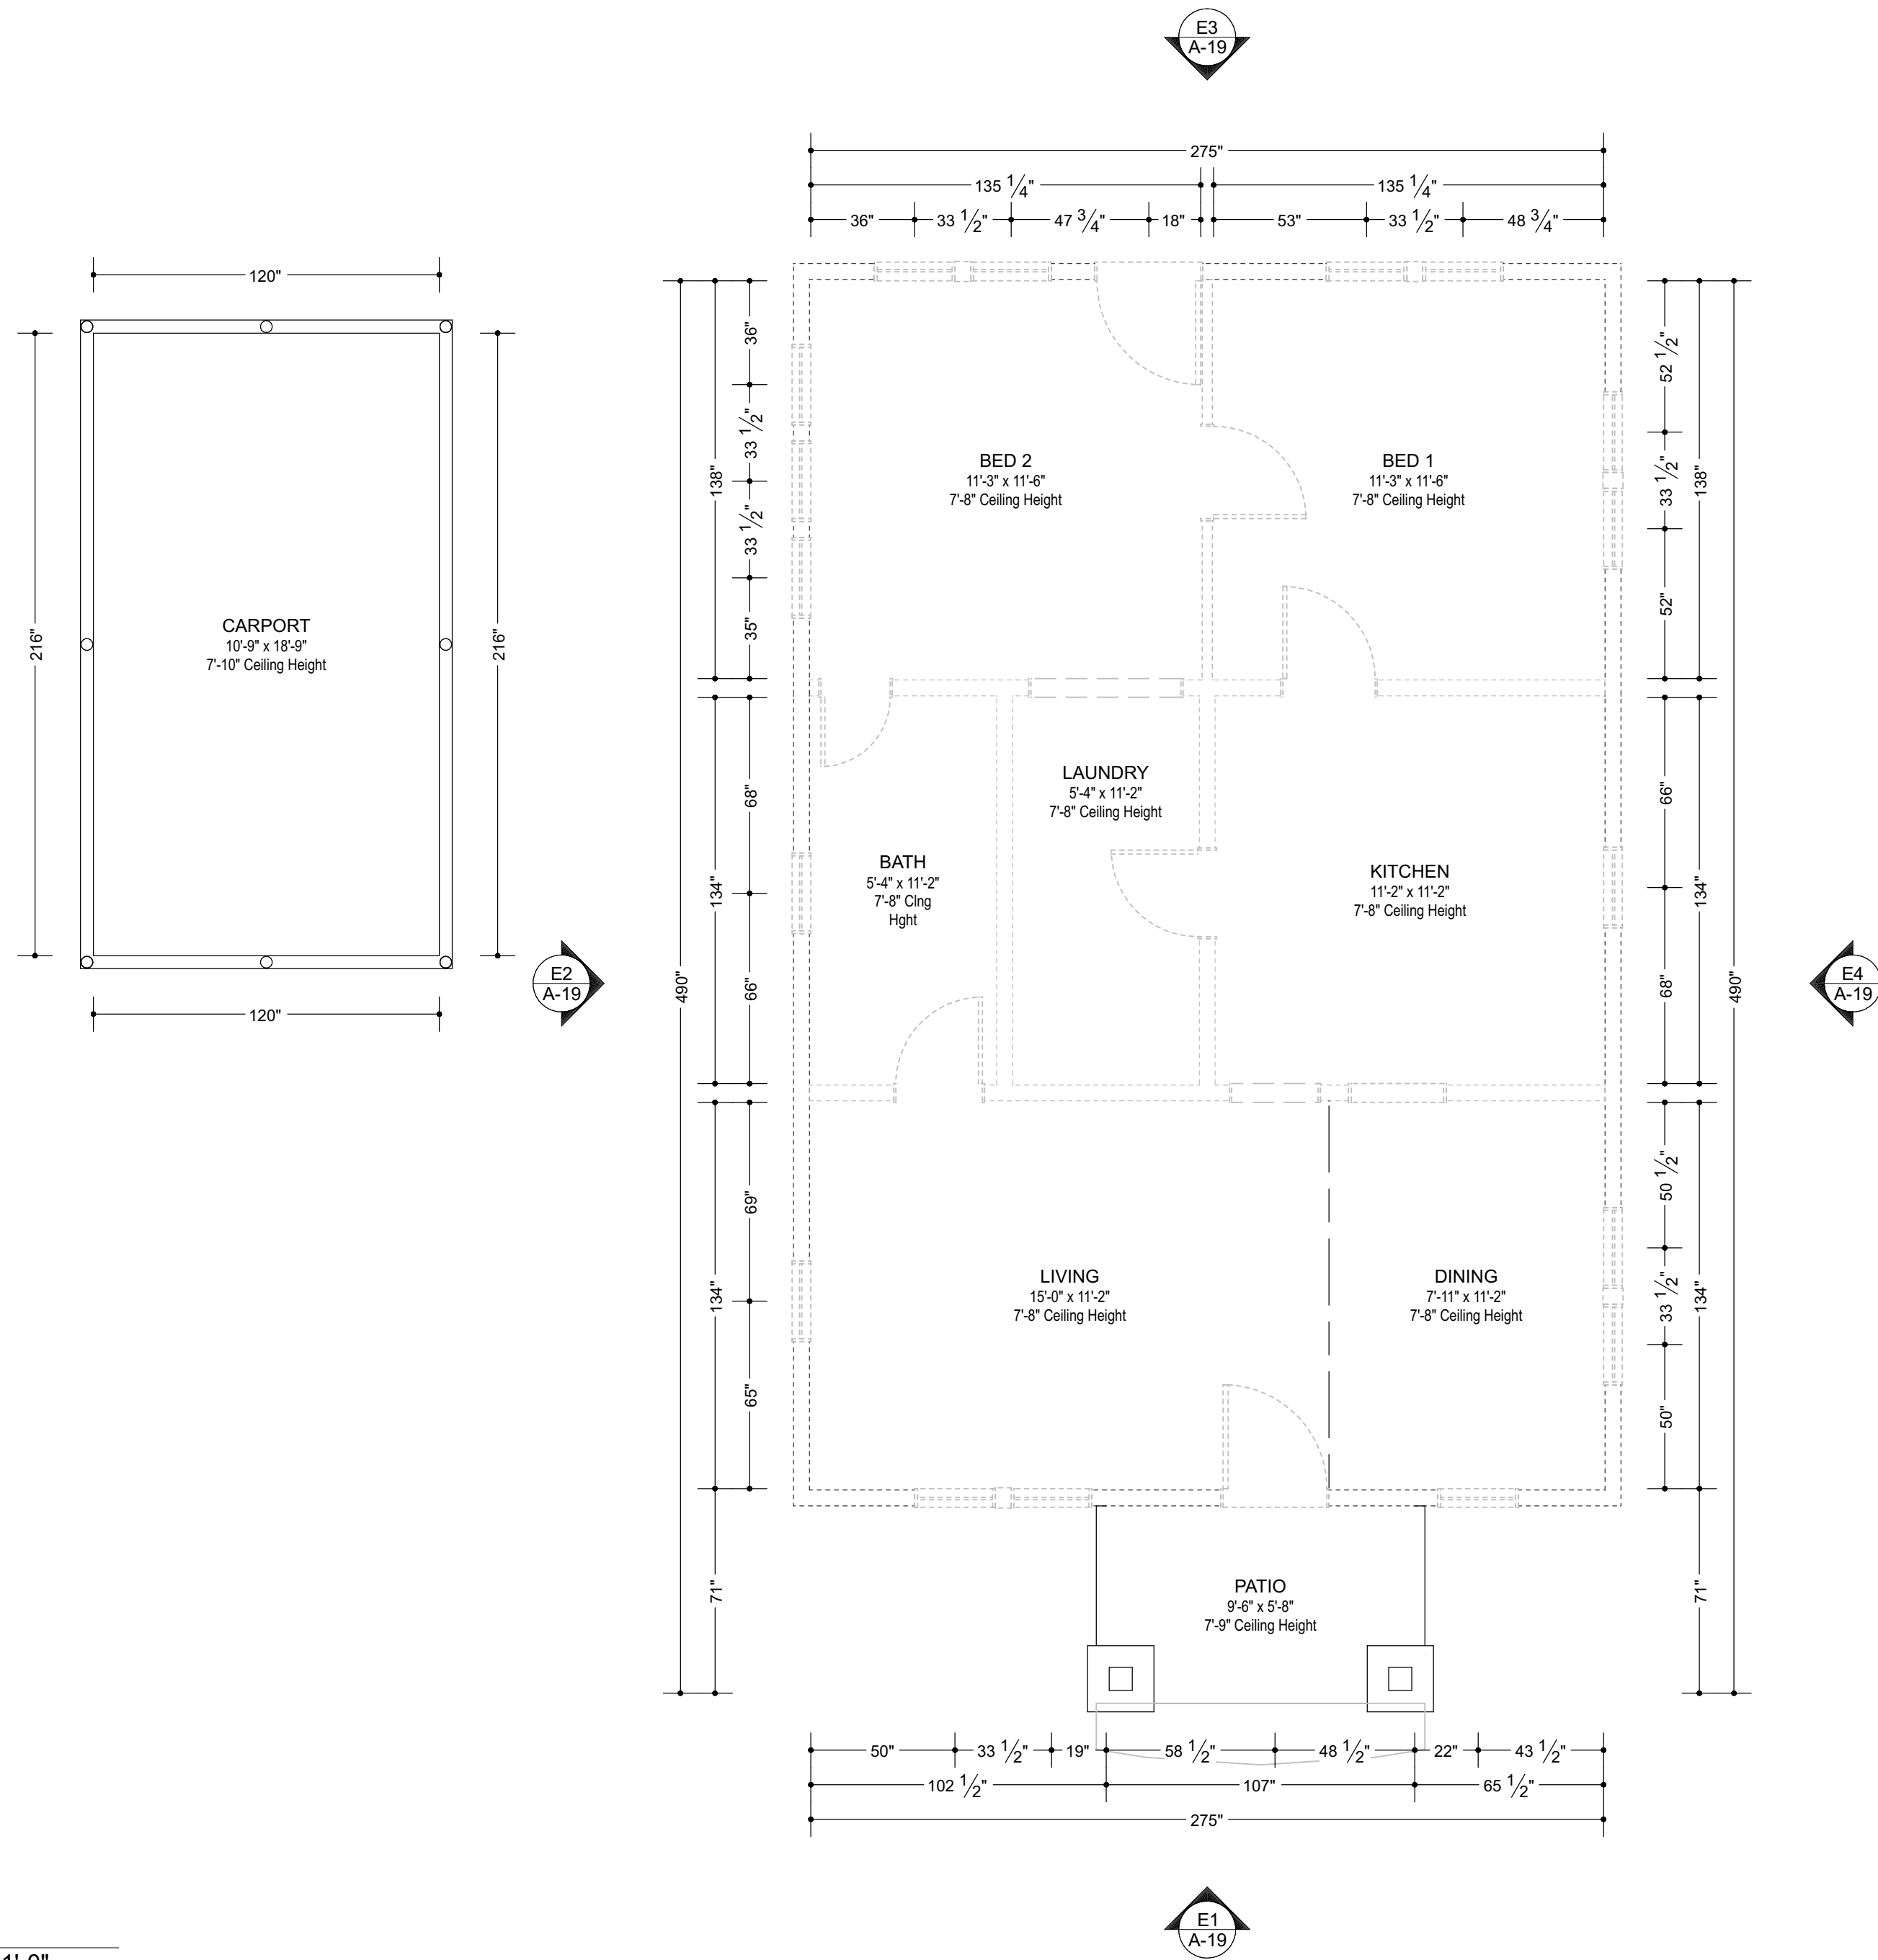 E3
A-19
275"
135 1/4"
135 1/4"
36"
33 1/2"
47 3/4"
18"
53"
33 1/2"
48 3/4"
120"
216"
216"
CARPORT
10'-9" x 18'-9"
7'-10" Ceiling Height
120"
E2
A-19
490"
138"
134"
134"
71"
36"
33 1/2"
33 1/2"
35"
68"
66"
69"
65"
BED 2
11'-3" x 11'-6"
7'-8" Ceiling Height
BED 1
11'-3" x 11'-6"
7'-8" Ceiling Height
LAUNDRY
5'-4" x 11'-2"
7'-8" Ceiling Height
BATH
5'-4" x 11'-2"
7'-8" Clng
Hght
KITCHEN
11'-2" x 11'-2"
7'-8" Ceiling Height
LIVING
15'-0" x 11'-2"
7'-8" Ceiling Height
DINING
7'-11" x 11'-2"
7'-8" Ceiling Height
PATIO
9'-6" x 5'-8"
7'-9" Ceiling Height
52 1/2"
33 1/2"
52"
66"
68"
50 1/2"
33 1/2"
50"
138"
134"
134"
71"
490"
E4
A-19
50"
33 1/2"
19"
58 1/2"
48 1/2"
22"
43 1/2"
102 1/2"
107"
65 1/2"
275"
E1
A-19